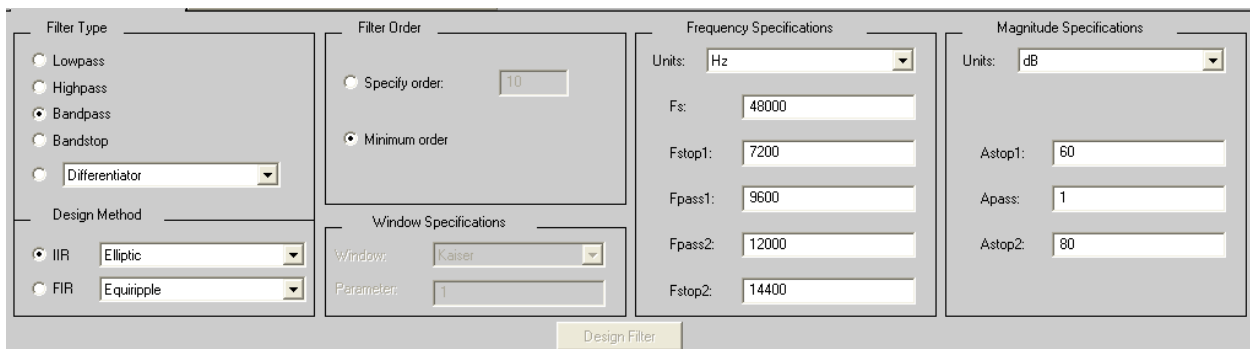 Filter Type
Lowpass
Highpass
Bandpass
Bandstop
Differentiator
Design Method
IIR Elliptic
FIR Equiripple
Filter Order
Specify order: 10
Minimum order
Window Specifications
Window: Kaiser
Parameter: 1
Frequency Specifications
Units: Hz
Fs: 48000
Fstop1: 7200
Fpass1: 9600
Fpass2: 12000
Fstop2: 14400
Magnitude Specifications
Units: dB
Astop1: 60
Apass: 1
Astop2: 80
Design Filter